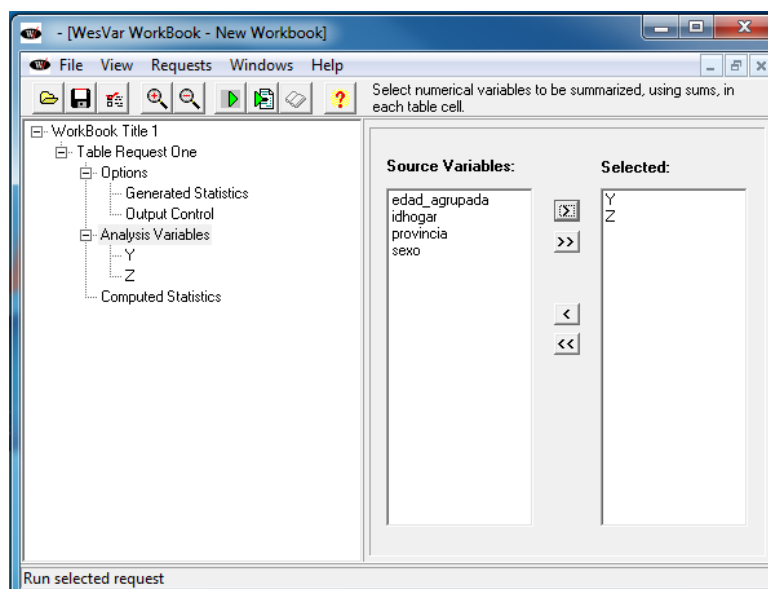 - [WesVar WorkBook - New Workbook]
File View Requests Windows Help
Select numerical variables to be summarized, using sums, in
each table cell.
WorkBook Title 1
Table Request One
Options
Generated Statistics
Output Control
Analysis Variables
Y
Z
Computed Statistics
Source Variables:
edad_agrupada
idhogar
provincia
sexo
>
>>
<
<<
Selected:
Y
Z
Run selected request